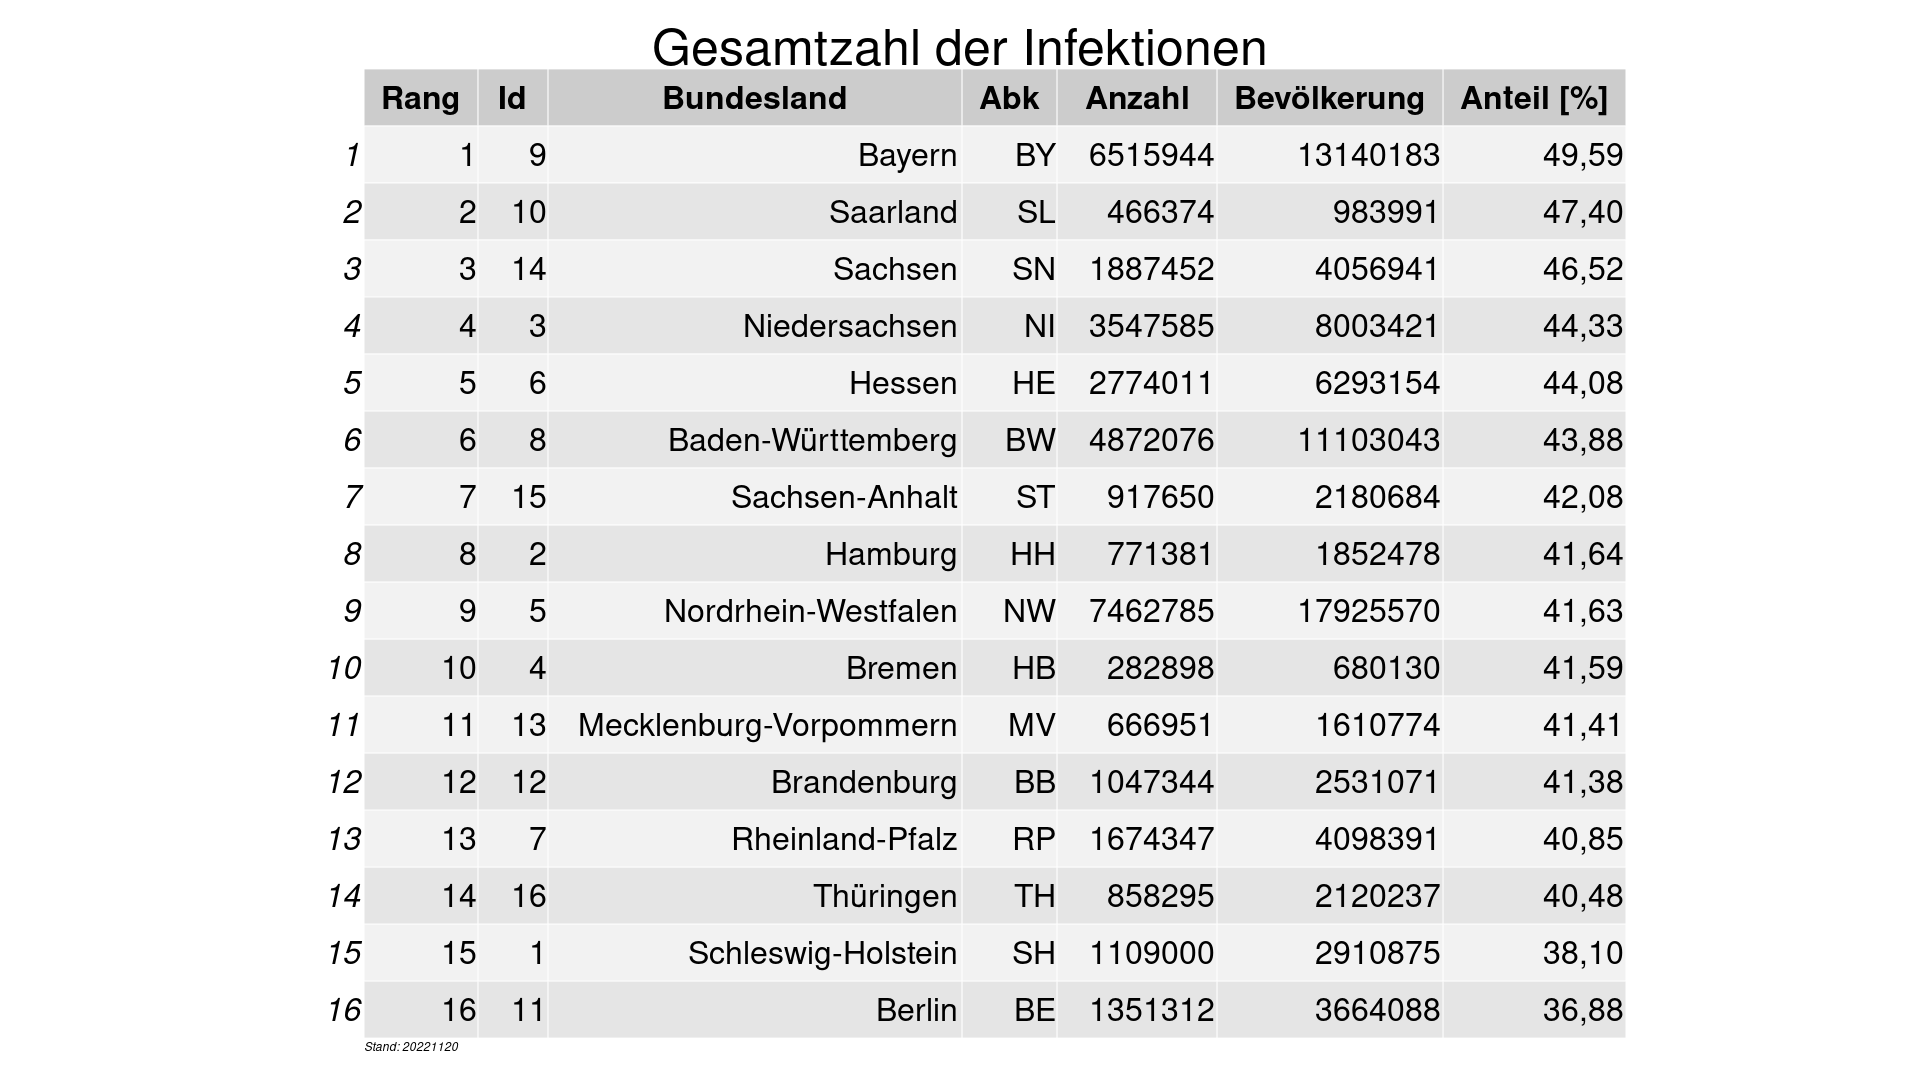 Gesamtzahl der Infektionen
Rang Id Bundesland Abk Anzahl Bevölkerung Anteil [%]
1 1 9 Bayern BY 6515944 13140183 49,59
2 2 10 Saarland SL 466374 983991 47,40
3 3 14 Sachsen SN 1887452 4056941 46,52
4 4 3 Niedersachsen NI 3547585 8003421 44,33
5 5 6 Hessen HE 2774011 6293154 44,08
6 6 8 Baden-Württemberg BW 4872076 11103043 43,88
7 7 15 Sachsen-Anhalt ST 917650 2180684 42,08
8 8 2 Hamburg HH 771381 1852478 41,64
9 9 5 Nordrhein-Westfalen NW 7462785 17925570 41,63
10 10 4 Bremen HB 282898 680130 41,59
11 11 13 Mecklenburg-Vorpommern MV 666951 1610774 41,41
12 12 12 Brandenburg BB 1047344 2531071 41,38
13 13 7 Rheinland-Pfalz RP 1674347 4098391 40,85
14 14 16 Thüringen TH 858295 2120237 40,48
15 15 1 Schleswig-Holstein SH 1109000 2910875 38,10
16 16 11 Berlin BE 1351312 3664088 36,88
Stand: 20221120